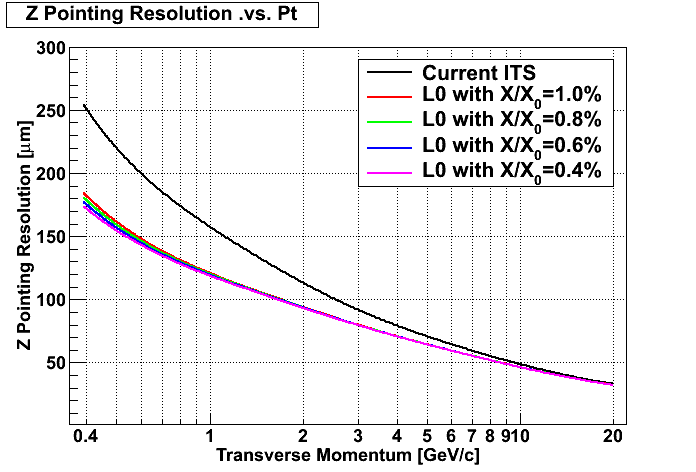 Z Pointing Resolution .vs. Pt
300
250
200
150
100
50
Z Pointing Resolution [μm]
Current ITS
L0 with X/X0=1.0%
L0 with X/X0=0.8%
L0 with X/X0=0.6%
L0 with X/X0=0.4%
0.4 1 2 3 4 5 6 7 8 910 20
Transverse Momentum [GeV/c]